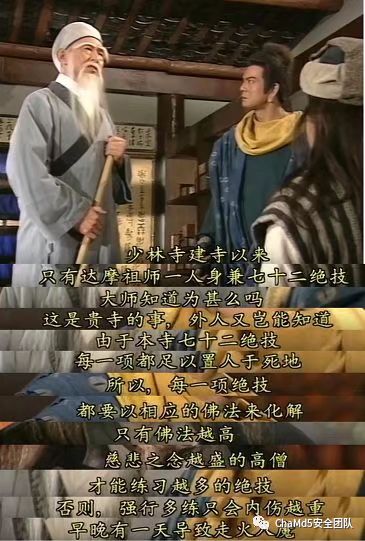 少林寺建寺以来
只有达摩祖师一人身兼七十二绝技
大师知道为甚么吗
这是贵寺的事，外人又岂能知道
由于本寺七十二绝技
每一项都足以置人于死地
所以，每一项绝技
都要以相应的佛法来化解
只有佛法越高
慈悲之念越盛的高僧
才能练习越多的绝技
否则，强行多练只会内伤越重
早晚有一天导致走火入魔
ChaMd5安全团队